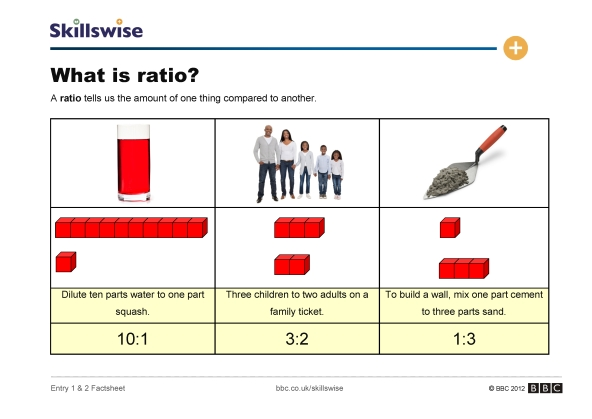 Skillswise
What is ratio?
A ratio tells us the amount of one thing compared to another.
Dilute ten parts water to one part
squash.
Three children to two adults on a
family ticket.
To build a wall, mix one part cement
to three parts sand.
10:1
3:2
1:3
Entry 1 & 2 Factsheet
bbc.co.uk/skillswise
© BBC 2012 BBC